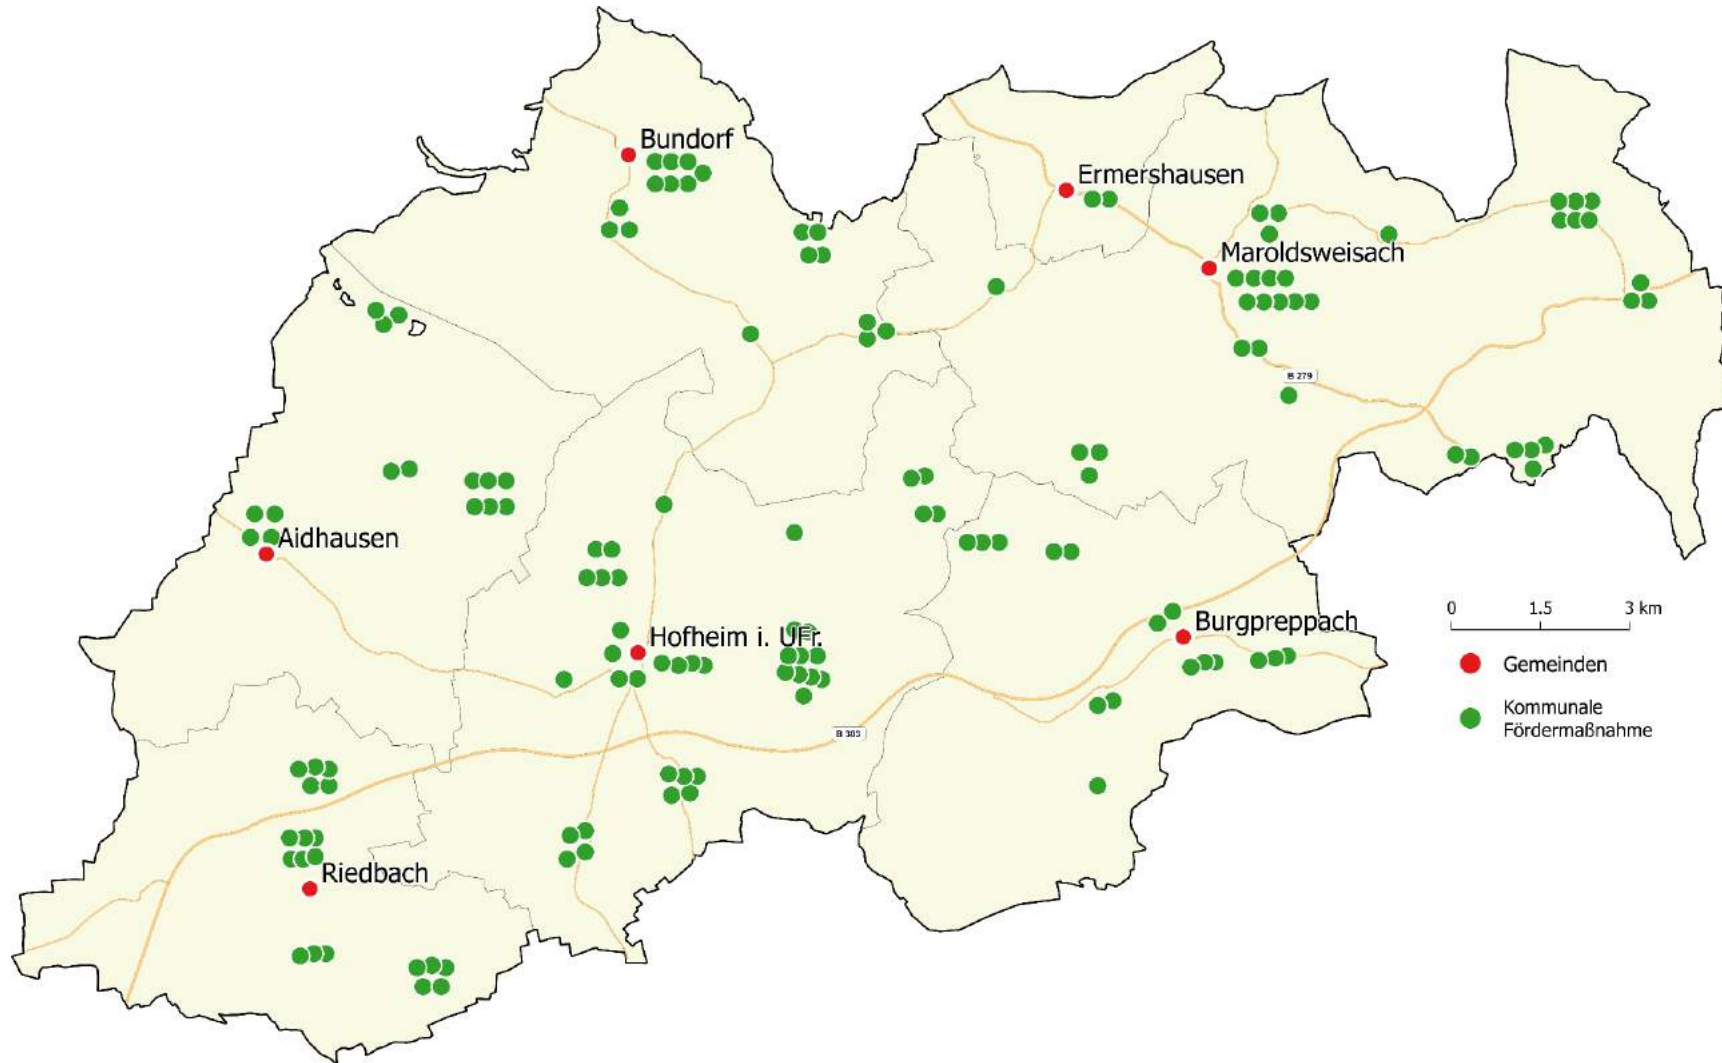 Bundorf
Ermershausen
Maroldsweisach
B 279
Aidhausen
Burgpreppach
Hofheim i. UFr.
B 303
Riedbach
0 1.5 3 km
Gemeinden
Kommunale
Fördermaßnahme